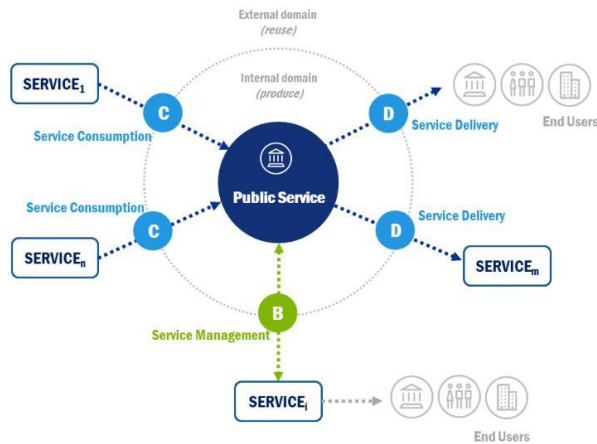 External domain
(reuse)
Internal domain
(produce)
SERVICE1
C
Service Consumption
D
Service Delivery
End Users
Public Service
Service Consumption
C
SERVICEn
Service Delivery
D
SERVICEm
B
Service Management
SERVICEi
End Users